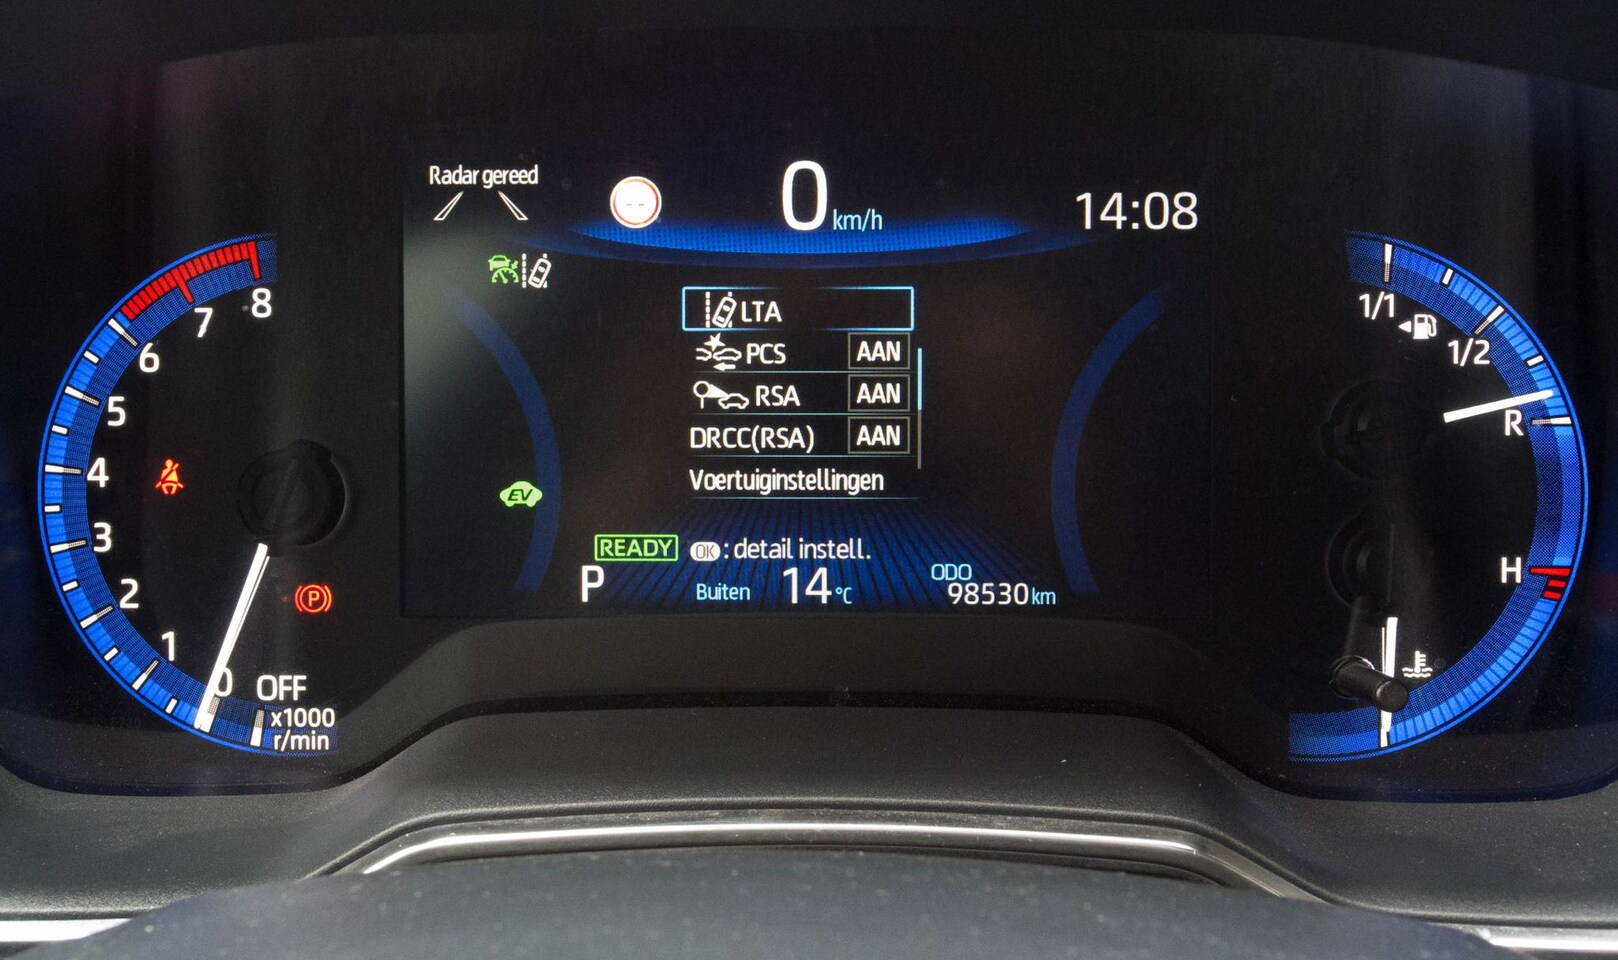 Radar gereed
0 km/h
14:08
LTA
PCS AAN
RSA AAN
DRCC(RSA) AAN
Voertuiginstellingen
EV
READY OK : detail instell.
P Buiten 14 °C
ODO
98530 km
8
7
6
5
4
3
2
1
0
OFF
x1000
r/min
P
1/1
1/2
R
H